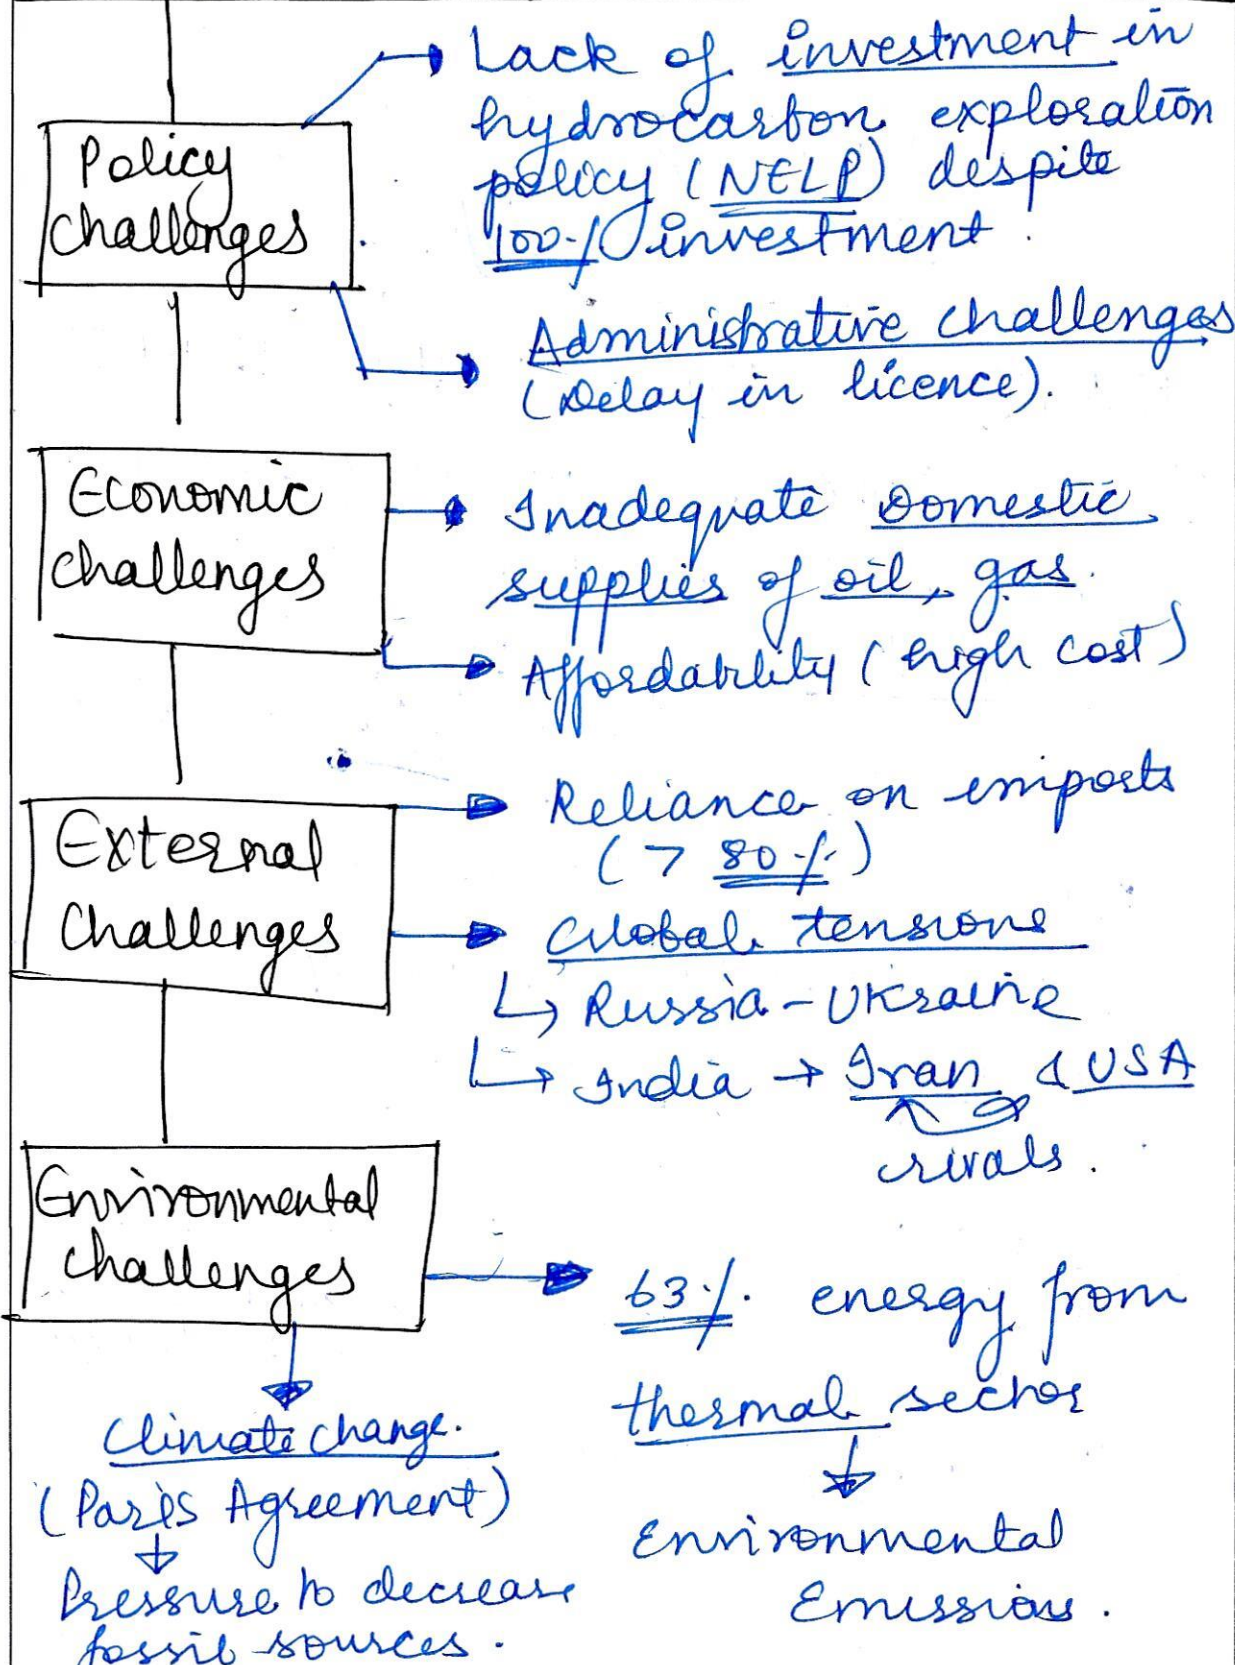 Policy
challenges
Lack of investment in
hydrocarbon exploration
policy (NELP) despite
100% investment.
Administrative challenges
(Delay in licence).
Economic
challenges
Inadequate Domestic
supplies of oil, gas.
Affordability (high cost)
External
Challenges
Reliance on imports
(> 80%)
Global tensions
↳ Russia - Ukraine
↳ India → Iran & USA
rivals.
Environmental
challenges
63%. energy from
thermal sector
↓
Environmental
Emissions.
Climate change.
(Paris Agreement)
↓
Pressure to decrease
fossil sources.